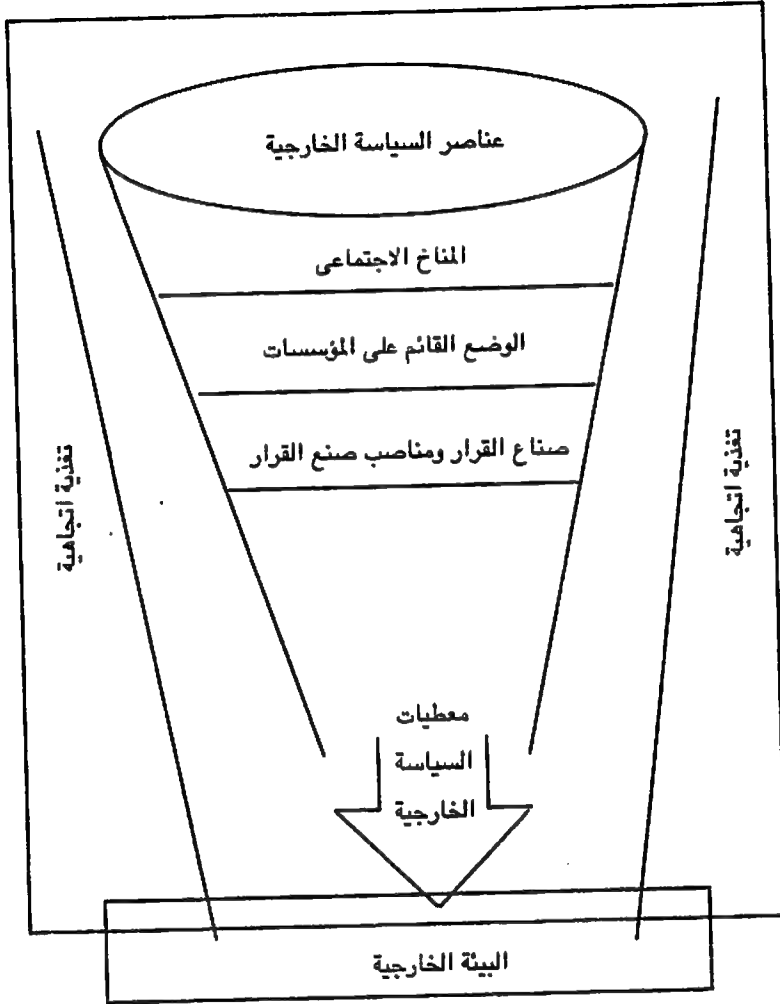 عناصر السياسة الخارجية
المناخ الاجتماعى
الوضع القائم على المؤسسات
صناع القرار ومناصب صنع القرار
تغذية اتجاهية
تغذية اتجاهية
معطيات
السياسة
الخارجية
البيئة الخارجية